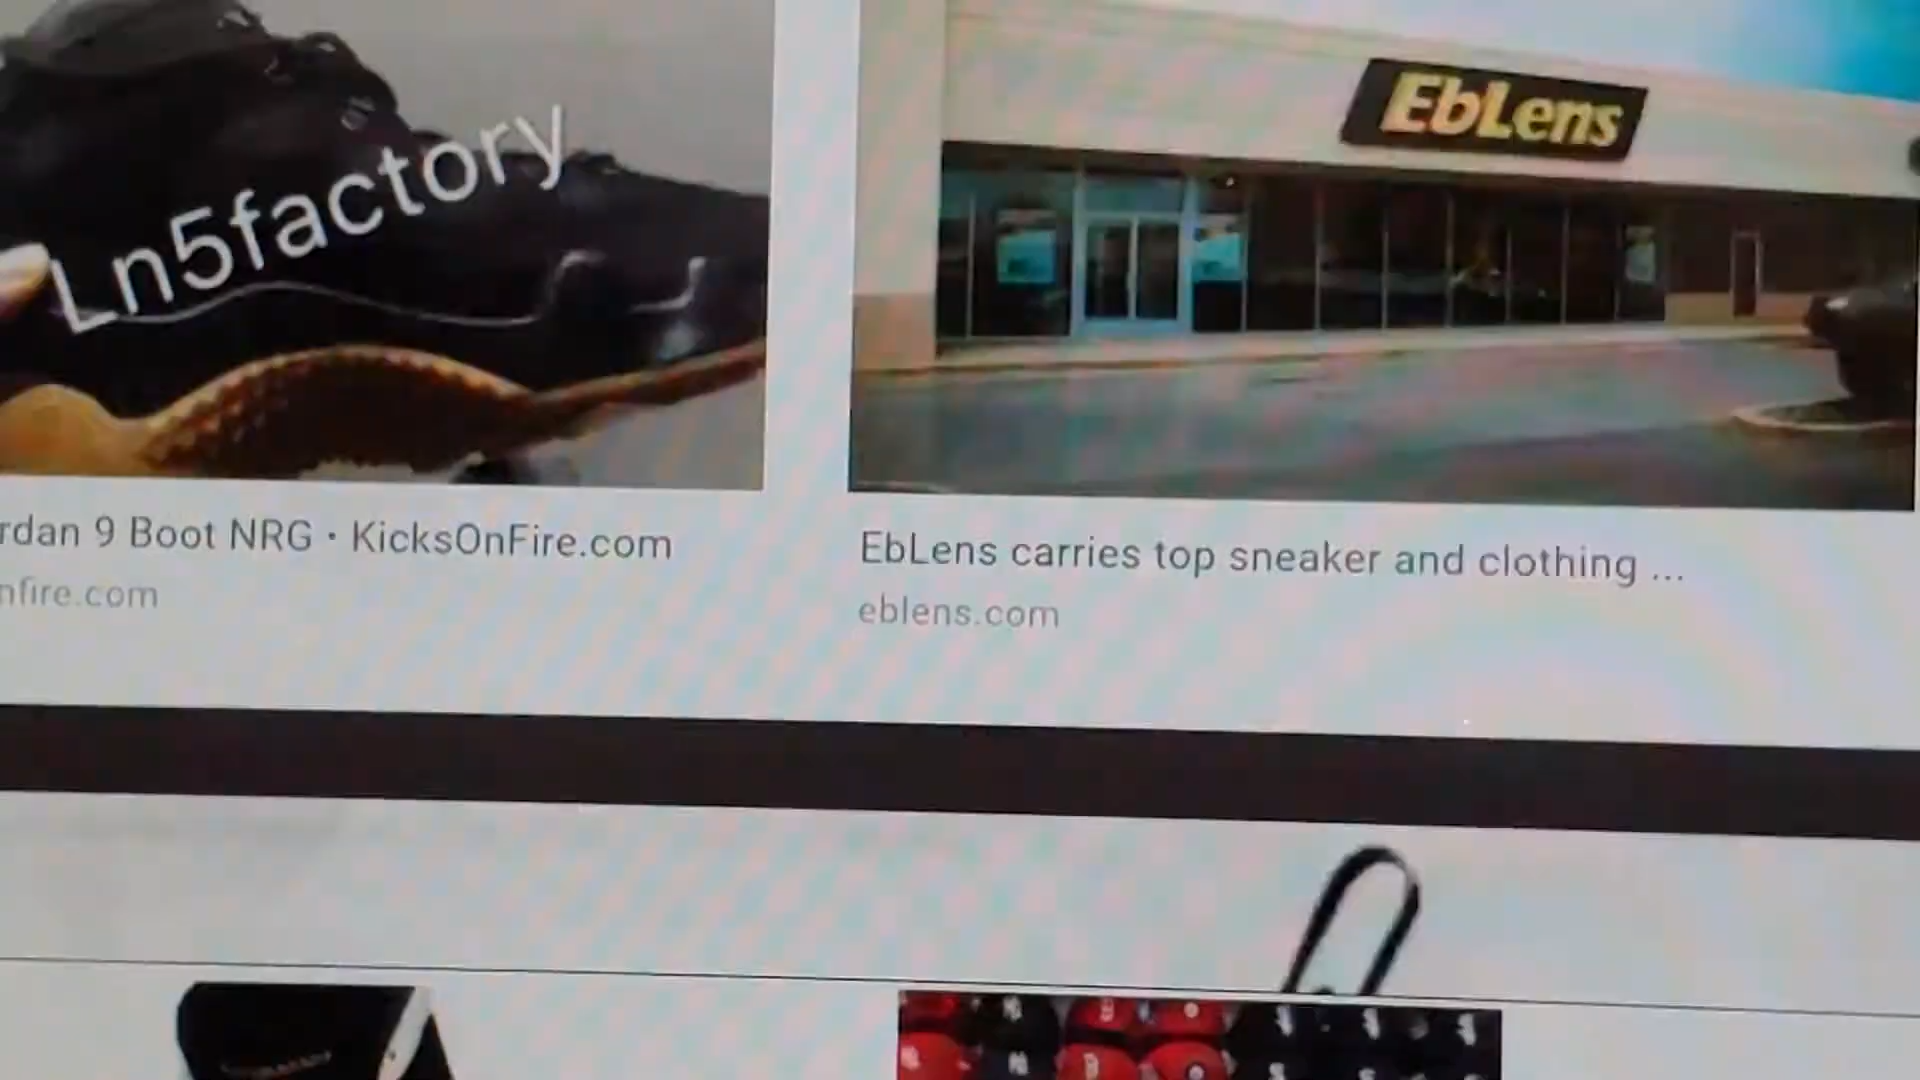 Ln5factory
EbLens
rdan 9 Boot NRG · KicksOnFire.com
nfire.com
EbLens carries top sneaker and clothing ...
eblens.com